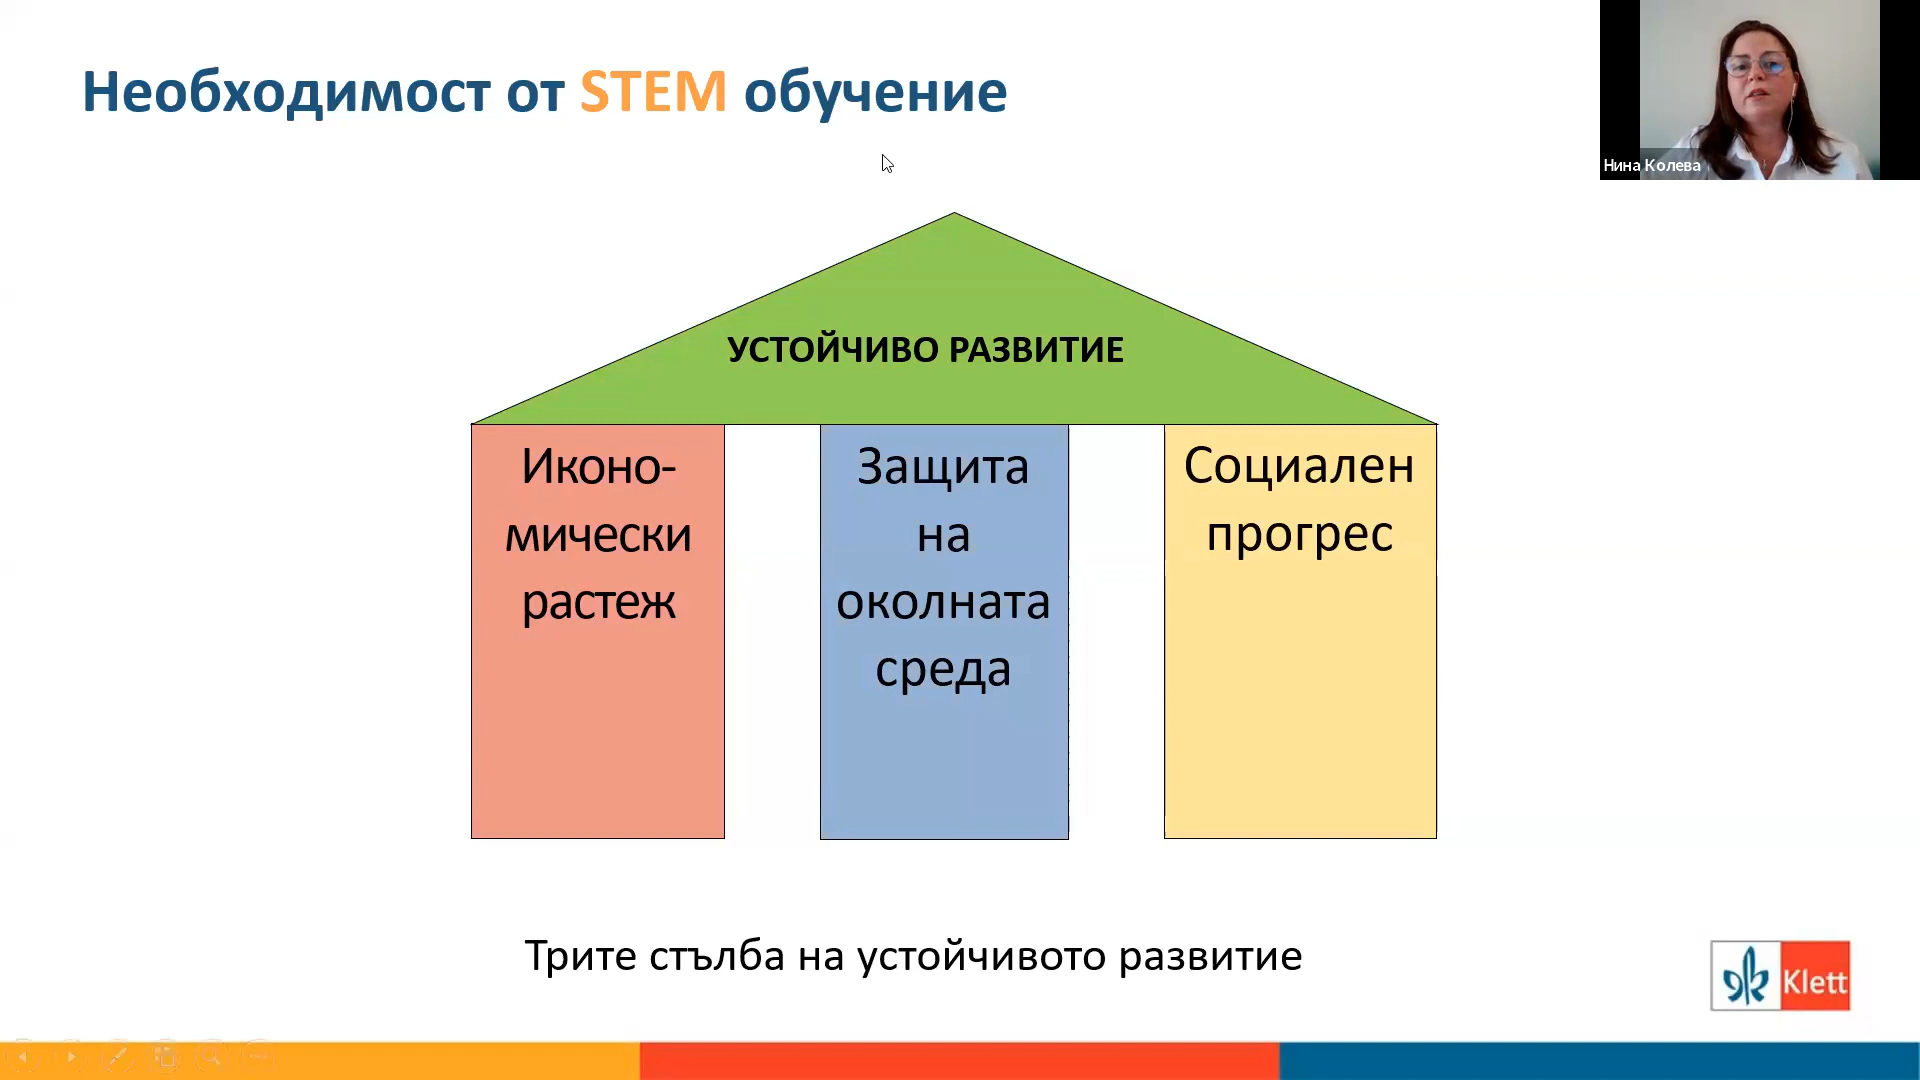 Необходимост от STEM обучение
Нина Колева
УСТОЙЧИВО РАЗВИТИЕ
Иконо-
мически
растеж
Защита
на
околната
среда
Социален
прогрес
Трите стълба на устойчивото развитие
Klett